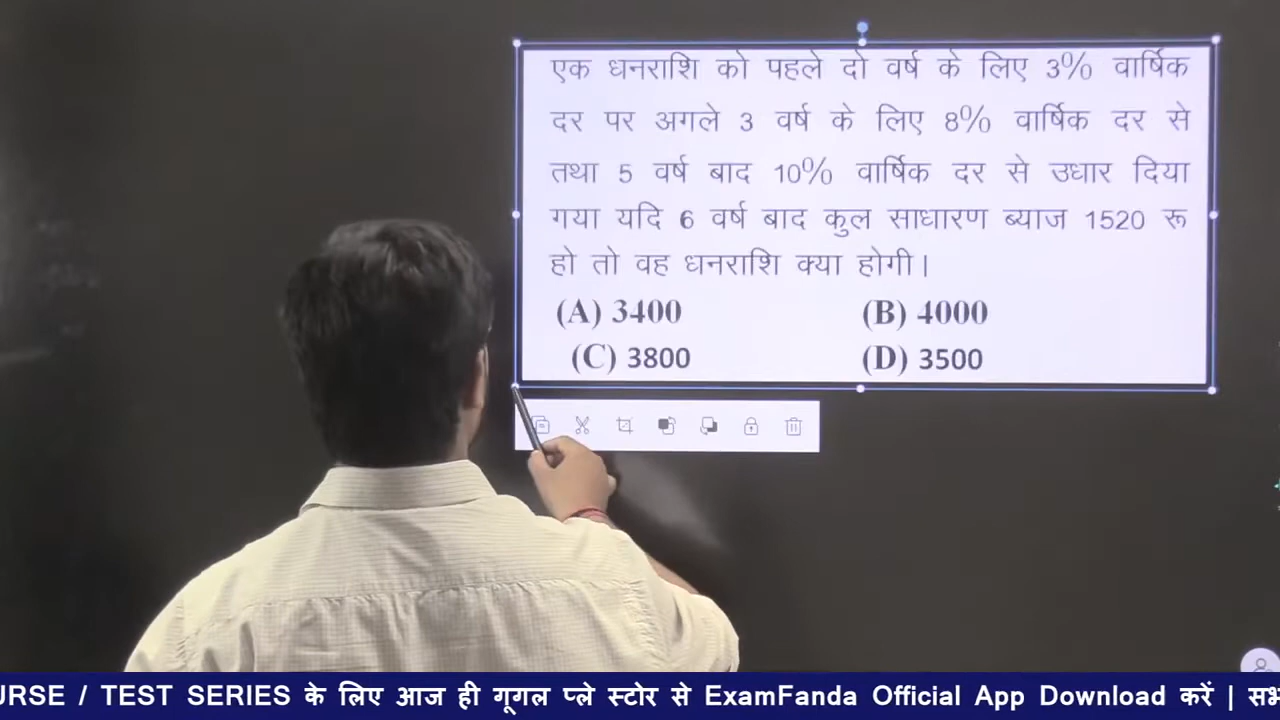 एक धनराशि को पहले दो वर्ष के लिए 3% वार्षिक
दर पर अगले 3 वर्ष के लिए 8% वार्षिक दर से
तथा 5 वर्ष बाद 10% वार्षिक दर से उधार दिया
गया यदि 6 वर्ष बाद कुल साधारण ब्याज 1520 रू
हो तो वह धनराशि क्या होगी।
(A) 3400 (B) 4000
(C) 3800 (D) 3500
/ TEST SERIES के लिए आज ही गूगल प्ले स्टोर से ExamFanda Official App Download करें |